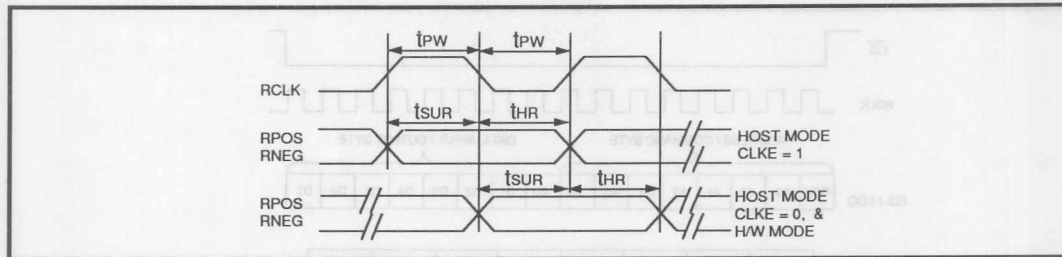 tPW tPW
RCLK
tSUR tHR
RPOS
RNEG
HOST MODE
CLKE = 1
tSUR tHR
RPOS
RNEG
HOST MODE
CLKE = 0, &
H/W MODE